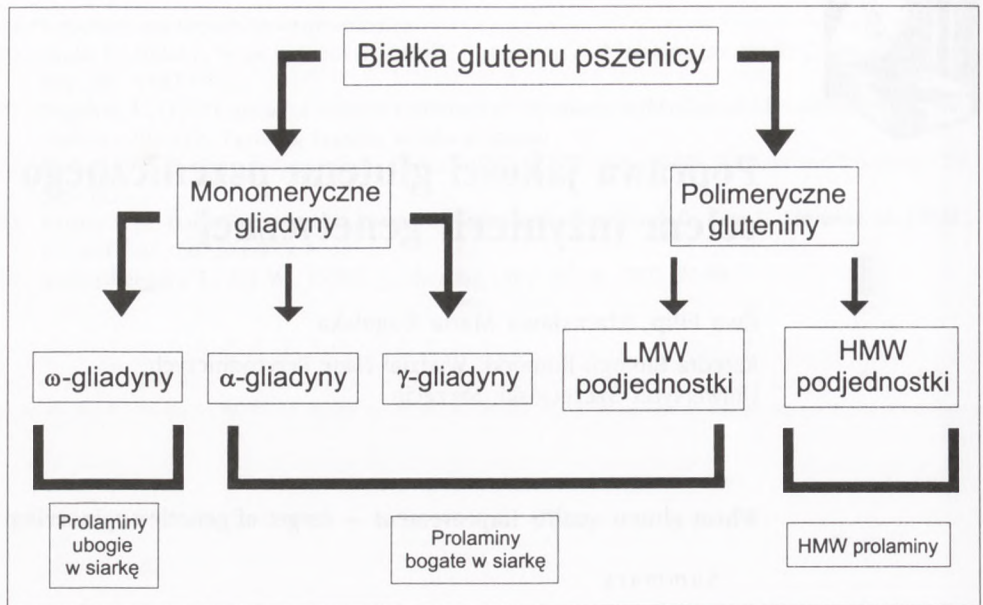 Białka glutenu pszenicy
Monomeryczne
gliadyny
Polimeryczne
gluteniny
ω-gliadyny
α-gliadyny
γ-gliadyny
LMW
podjednostki
HMW
podjednostki
Prolaminy
ubogie
w siarkę
Prolaminy
bogate w siarkę
HMW prolaminy